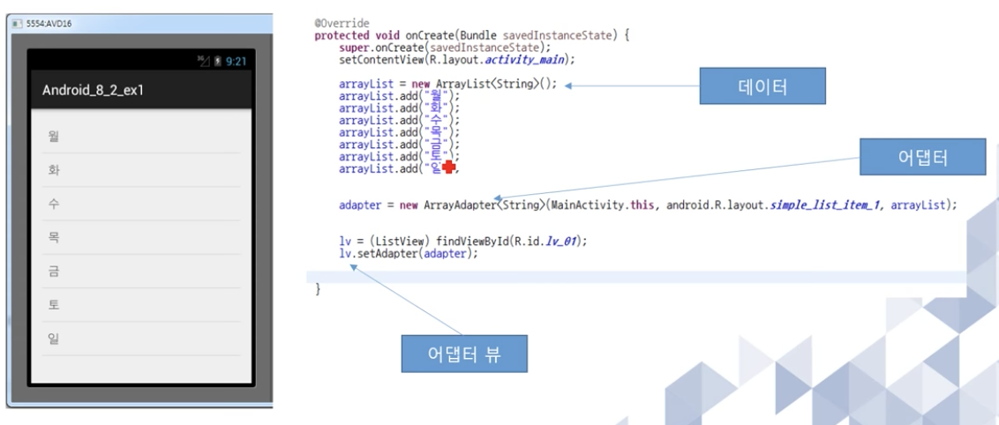 5554:AVD16
3G 9:21
Android_8_2_ex1
월
화
수
목
금
토
일
@Override
protected void onCreate(Bundle savedInstanceState) {
super.onCreate(savedInstanceState);
setContentView(R.layout.activity_main);
arrayList = new ArrayList<String>();
arrayList.add("월");
arrayList.add("화");
arrayList.add("수");
arrayList.add("목");
arrayList.add("금");
arrayList.add("토");
arrayList.add("일
adapter = new ArrayAdapter<String>(MainActivity.this, android.R.layout.simple_list_item_1, arrayList);
lv = (ListView) findViewById(R.id.lv_01);
lv.setAdapter(adapter);
}
데이터
어댑터
어댑터 뷰